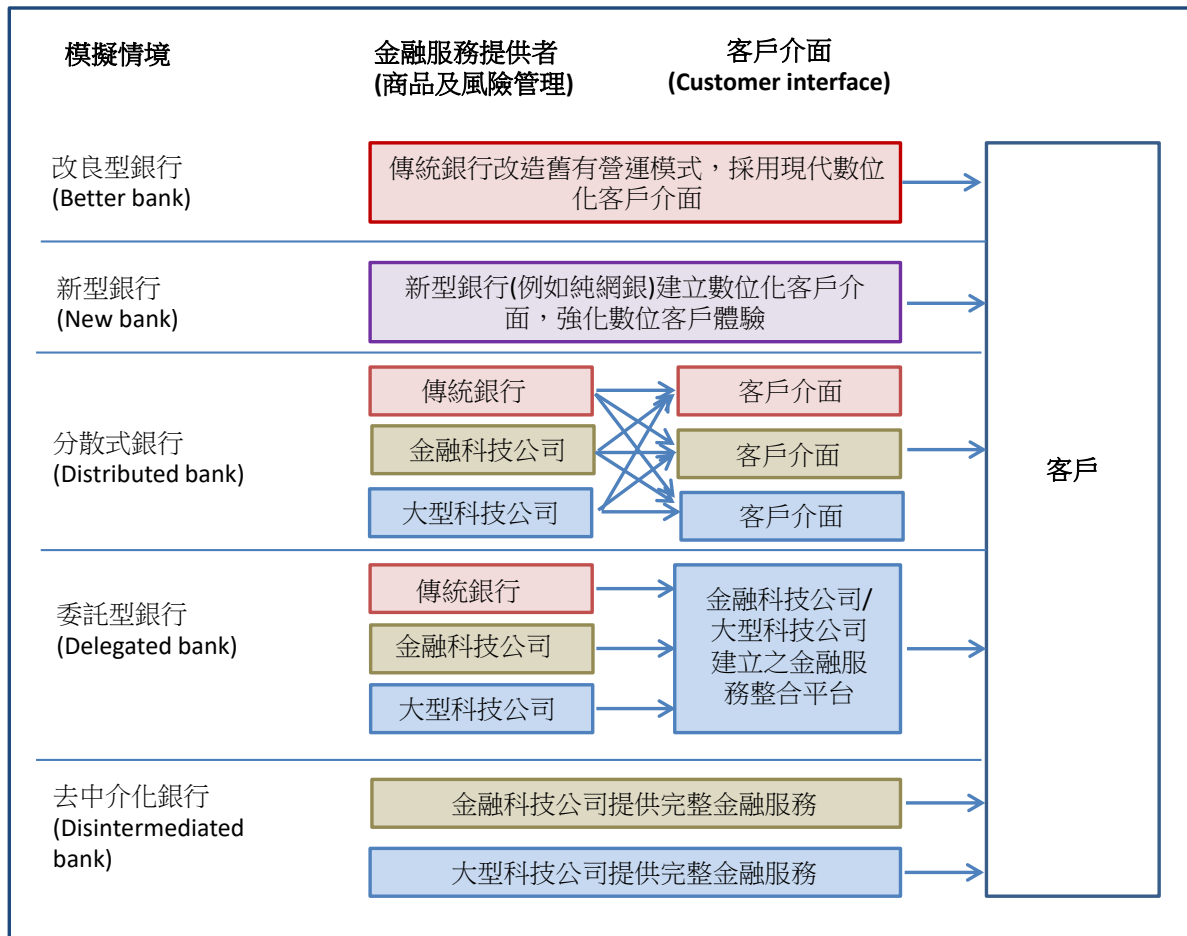 模擬情境
金融服務提供者
(商品及風險管理)
客戶介面
(Customer interface)
改良型銀行
(Better bank)
傳統銀行改造舊有營運模式，採用現代數位
化客戶介面
新型銀行
(New bank)
新型銀行(例如純網銀)建立數位化客戶介
面，強化數位客戶體驗
分散式銀行
(Distributed bank)
傳統銀行
金融科技公司
大型科技公司
客戶介面
客戶介面
客戶介面
委託型銀行
(Delegated bank)
傳統銀行
金融科技公司
大型科技公司
金融科技公司/
大型科技公司
建立之金融服
務整合平台
去中介化銀行
(Disintermediated
bank)
金融科技公司提供完整金融服務
大型科技公司提供完整金融服務
客戶